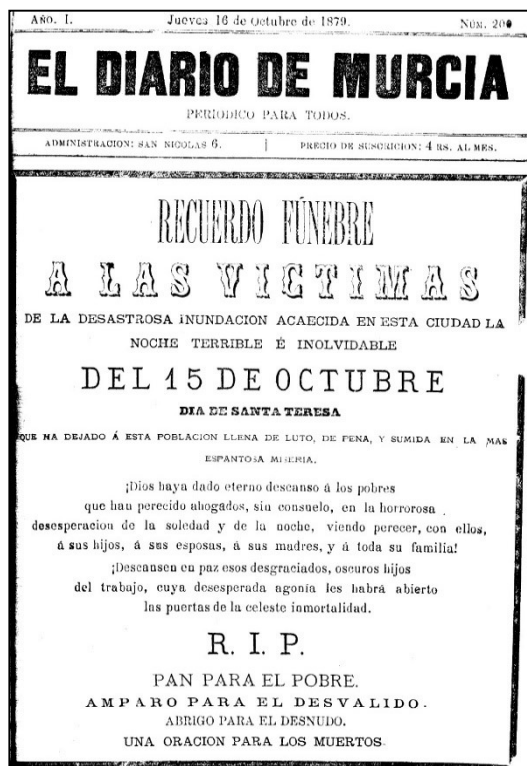 AÑO. I. Jueves 16 de Octubre de 1879. NÚM. 200
EL DIARIO DE MURCIA
PERIODICO PARA TODOS.
ADMINISTRACION: SAN NICOLAS 6. | PRECIO DE SUSCRICION: 4 RS. AL MES.
RECUERDO FÚNEBRE
A LAS VICTIMAS
DE LA DESASTROSA INUNDACION ACAECIDA EN ESTA CIUDAD LA
NOCHE TERRIBLE É INOLVIDABLE
DEL 15 DE OCTUBRE
DIA DE SANTA TERESA
QUE HA DEJADO Á ESTA POBLACION LLENA DE LUTO, DE PENA, Y SUMIDA EN LA MAS
ESPANTOSA MISERIA.
¡Dios haya dado eterno descanso á los pobres
que han perecido ahogados, sin consuelo, en la horrorosa
desesperacion de la soledad y de la noche, viendo perecer, con ellos,
á sus hijos, á sus esposas, á sus madres, y á toda su familia!
¡Descansen en paz esos desgraciados, oscuros hijos
del trabajo, cuya desesperada agonía les habrá abierto
las puertas de la celeste inmortalidad.
R. I. P.
PAN PARA EL POBRE.
AMPARO PARA EL DESVALIDO.
ABRIGO PARA EL DESNUDO.
UNA ORACION PARA LOS MUERTOS.